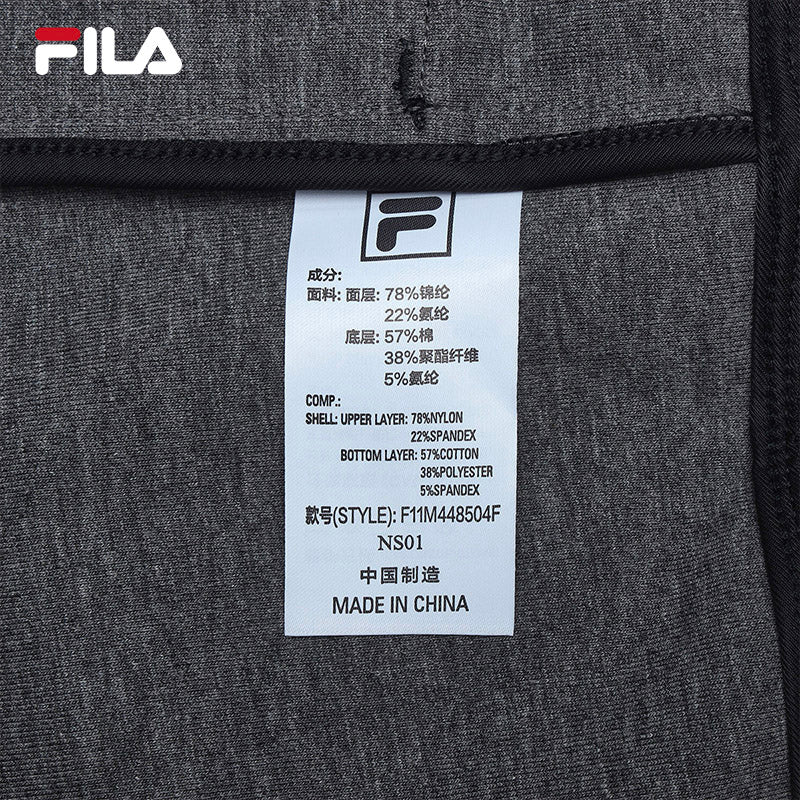 FILA
成分:
面料: 面层: 78%锦纶
22%氨纶
底层: 57%棉
38%聚酯纤维
5%氨纶
COMP.:
SHELL: UPPER LAYER: 78%NYLON
22%SPANDEX
BOTTOM LAYER: 57%COTTON
38%POLYESTER
5%SPANDEX
款号(STYLE): F11M448504F
NS01
中国制造
MADE IN CHINA